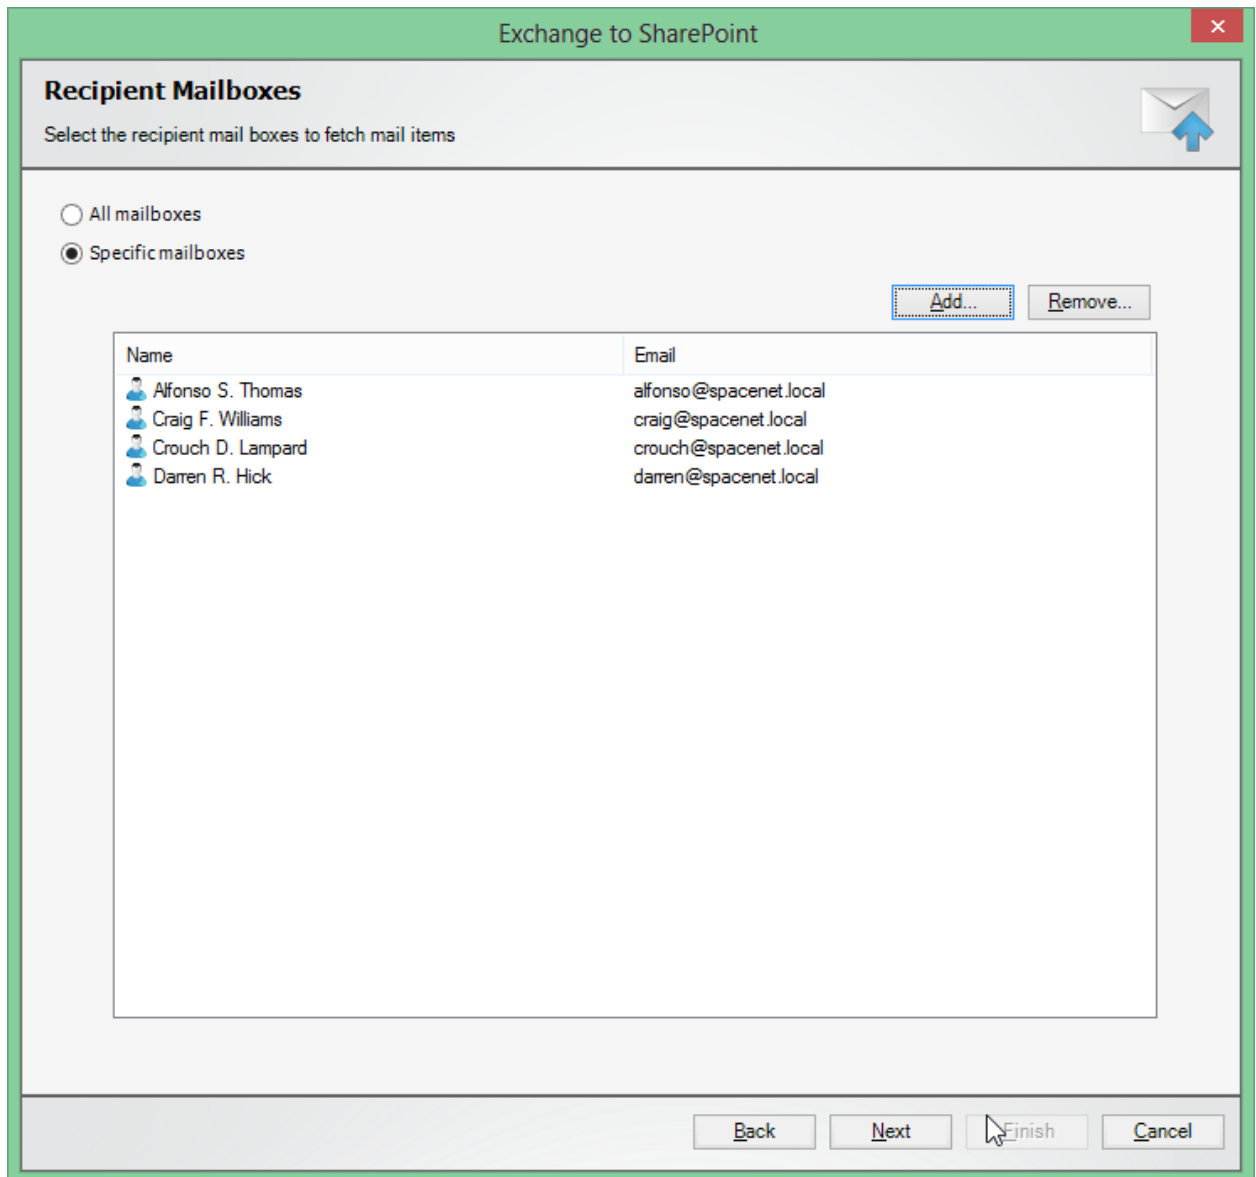 Exchange to SharePoint
Recipient Mailboxes
Select the recipient mail boxes to fetch mail items
All mailboxes
Specific mailboxes
Add... Remove...
Name Email
Alfonso S. Thomas alfonso@spacenet.local
Craig F. Williams craig@spacenet.local
Crouch D. Lampard crouch@spacenet.local
Darren R. Hick darren@spacenet.local
Back Next Finish Cancel